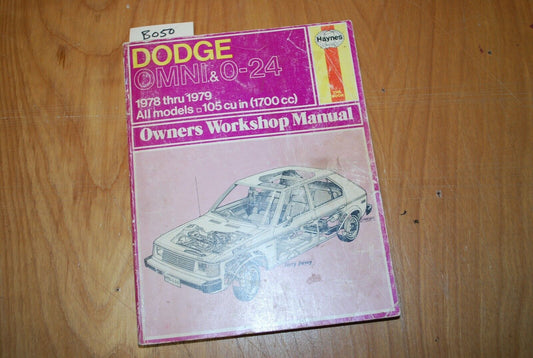 B050
DODGE
OMNI & O-24
1978 thru 1979
All models □ 105 cu in (1700 cc)
Haynes
Owners Workshop Manual